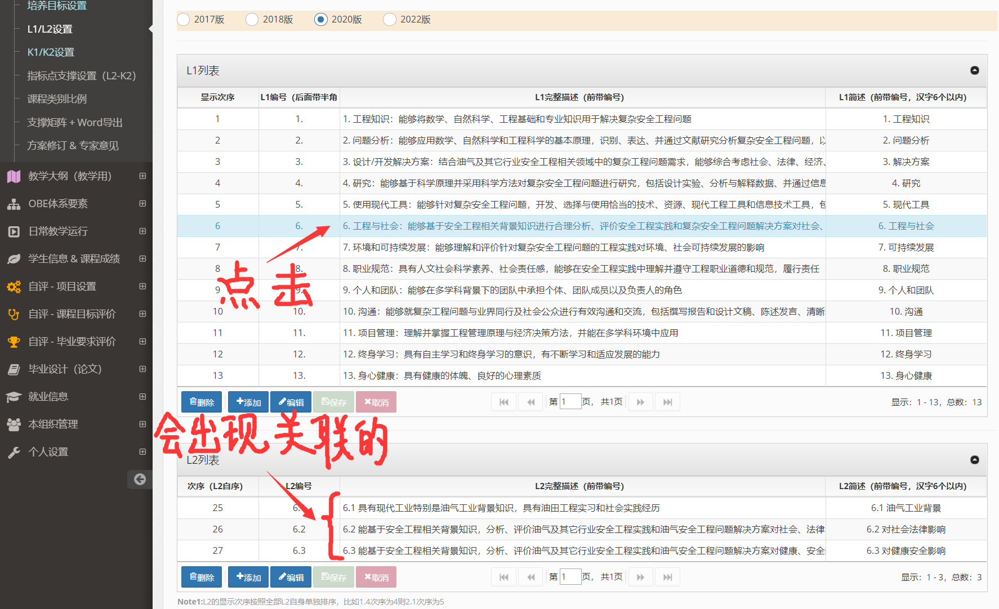 培养目标设置
L1/L2设置
K1/K2设置
指标点支撑设置（L2-K2）
课程类别比例
支撑矩阵 + Word导出
方案修订 & 专家意见
教学大纲（教学用）
OBE体系要素
日常教学运行
学生信息 & 课程成绩
自评 - 项目设置
自评 - 课程目标评价
自评 - 毕业要求评价
毕业设计（论文）
就业信息
本组织管理
个人设置
2017版 2018版 2020版 2022版
L1列表
显示次序 L1编号（后面带半角 L1完整描述（前带编号） L1简述（前带编号，汉字6个以内）
1 1. 1. 工程知识：能够将数学、自然科学、工程基础和专业知识用于解决复杂安全工程问题 1. 工程知识
2 2. 2. 问题分析：能够应用数学、自然科学和工程科学的基本原理，识别、表达、并通过文献研究分析复杂安全工程问题，以 2. 问题分析
3 3. 3. 设计/开发解决方案：结合油气及其它行业安全工程相关领域中的复杂工程问题需求，能够综合考虑社会、法律、经济、 3. 解决方案
4 4. 4. 研究：能够基于科学原理并采用科学方法对复杂安全工程问题进行研究，包括设计实验、分析与解释数据、并通过信息 4. 研究
5 5. 5. 使用现代工具：能够针对复杂安全工程问题，开发、选择与使用恰当的技术、资源、现代工程工具和信息技术工具，包 5. 现代工具
6 6. 6. 工程与社会：能够基于安全工程相关背景知识进行合理分析、评价安全工程实践和复杂安全工程问题解决方案对社会、 6. 工程与社会
7 7. 7. 环境和可持续发展：能够理解和评价针对复杂安全工程问题的工程实践对环境、社会可持续发展的影响 7. 可持续发展
8 8. 8. 职业规范：具有人文社会科学素养、社会责任感，能够在安全工程实践中理解并遵守工程职业道德和规范，履行责任 8. 职业规范
点击
9 9. 9. 个人和团队：能够在多学科背景下的团队中承担个体、团队成员以及负责人的角色 9. 个人和团队
10 10. 10. 沟通：能够就复杂工程问题与业界同行及社会公众进行有效沟通和交流，包括撰写报告和设计文稿、陈述发言、清晰 10. 沟通
11 11. 11. 项目管理：理解并掌握工程管理原理与经济决策方法，并能在多学科环境中应用 11. 项目管理
12 12. 12. 终身学习：具有自主学习和终身学习的意识，有不断学习和适应发展的能力 12. 终身学习
13 13. 13. 身心健康：具有健康的体魄、良好的心理素质 13. 身心健康
删除 添加 编辑 保存 取消 第 1 页， 共1页 显示：1 - 13，总数：13
会出现关联的
L2列表
次序（L2自序） L2编号 L2完整描述（前带编号） L2简述（前带编号，汉字6个以内）
25 6. 6.1 具有现代工业特别是油气工业背景知识，具有油田工程实习和社会实践经历 6.1 油气工业背景
26 6.2 6.2 能基于安全工程相关背景知识，分析、评价油气及其它行业安全工程实践和油气安全工程问题解决方案对社会、法律 6.2 对社会法律影响
27 6.3 6.3 能基于安全工程相关背景知识，分析、评价油气及其它行业安全工程实践和油气安全工程问题解决方案对健康、安全 6.3 对健康安全影响
删除 添加 编辑 保存 取消 第 1 页， 共1页 显示：1 - 3，总数：3
Note1:L2的显示次序按照全部L2自身单独排序，比如1.4次序为4则2.1次序为5